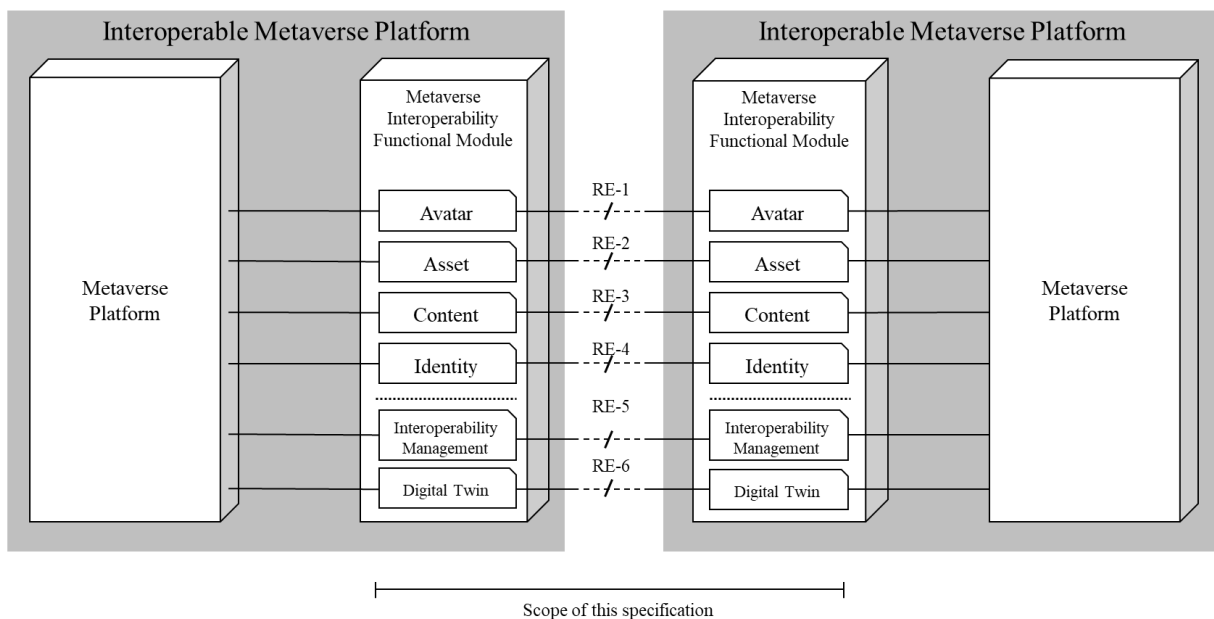 Interoperable Metaverse Platform
Metaverse
Platform
Metaverse
Interoperability
Functional Module
Avatar
Asset
Content
Identity
Interoperability
Management
Digital Twin
RE-1
RE-2
RE-3
RE-4
RE-5
RE-6
Interoperable Metaverse Platform
Metaverse
Interoperability
Functional Module
Avatar
Asset
Content
Identity
Interoperability
Management
Digital Twin
Metaverse
Platform
Scope of this specification